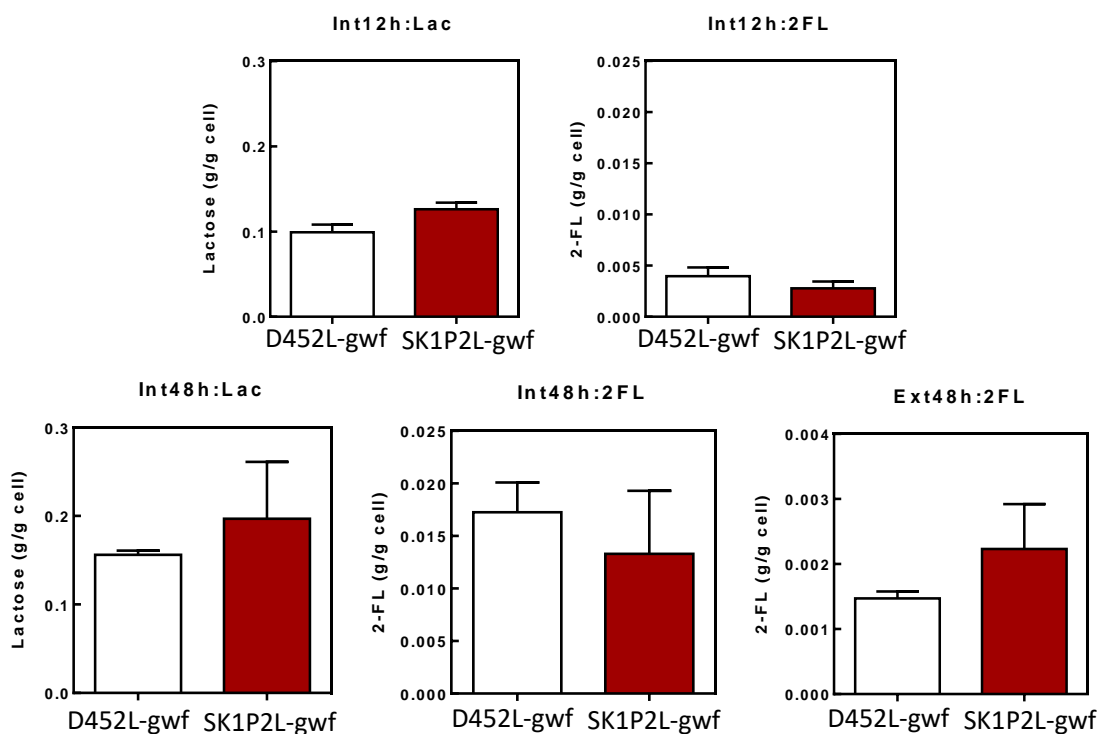 Int12h:Lac
Lactose (g/g cell)
0.3
0.2
0.1
0.0
D452L-gwf SK1P2L-gwf
Int12h:2FL
2-FL (g/g cell)
0.025
0.020
0.015
0.010
0.005
0.000
D452L-gwf SK1P2L-gwf
Int48h:Lac
Lactose (g/g cell)
0.3
0.2
0.1
0.0
D452L-gwf SK1P2L-gwf
Int48h:2FL
2-FL (g/g cell)
0.025
0.020
0.015
0.010
0.005
0.000
D452L-gwf SK1P2L-gwf
Ext48h:2FL
2-FL (g/g cell)
0.004
0.003
0.002
0.001
0.000
D452L-gwf SK1P2L-gwf